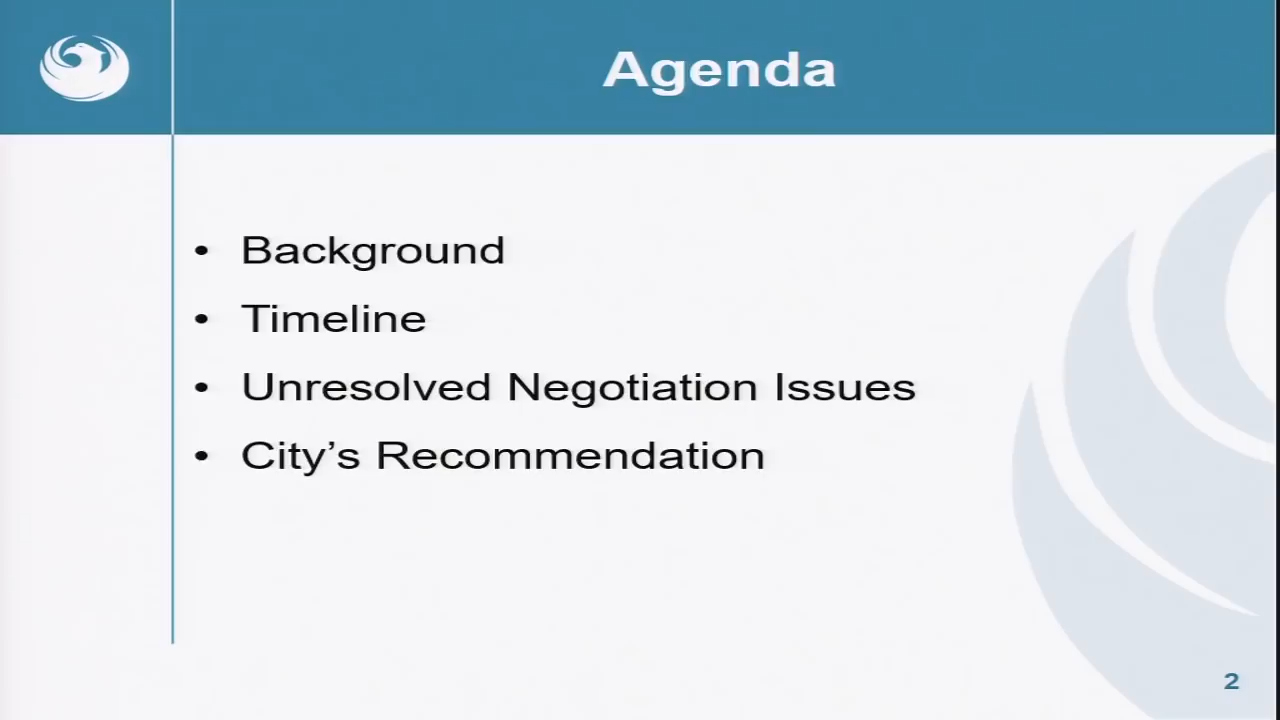 Agenda
• Background
• Timeline
• Unresolved Negotiation Issues
• City’s Recommendation
2